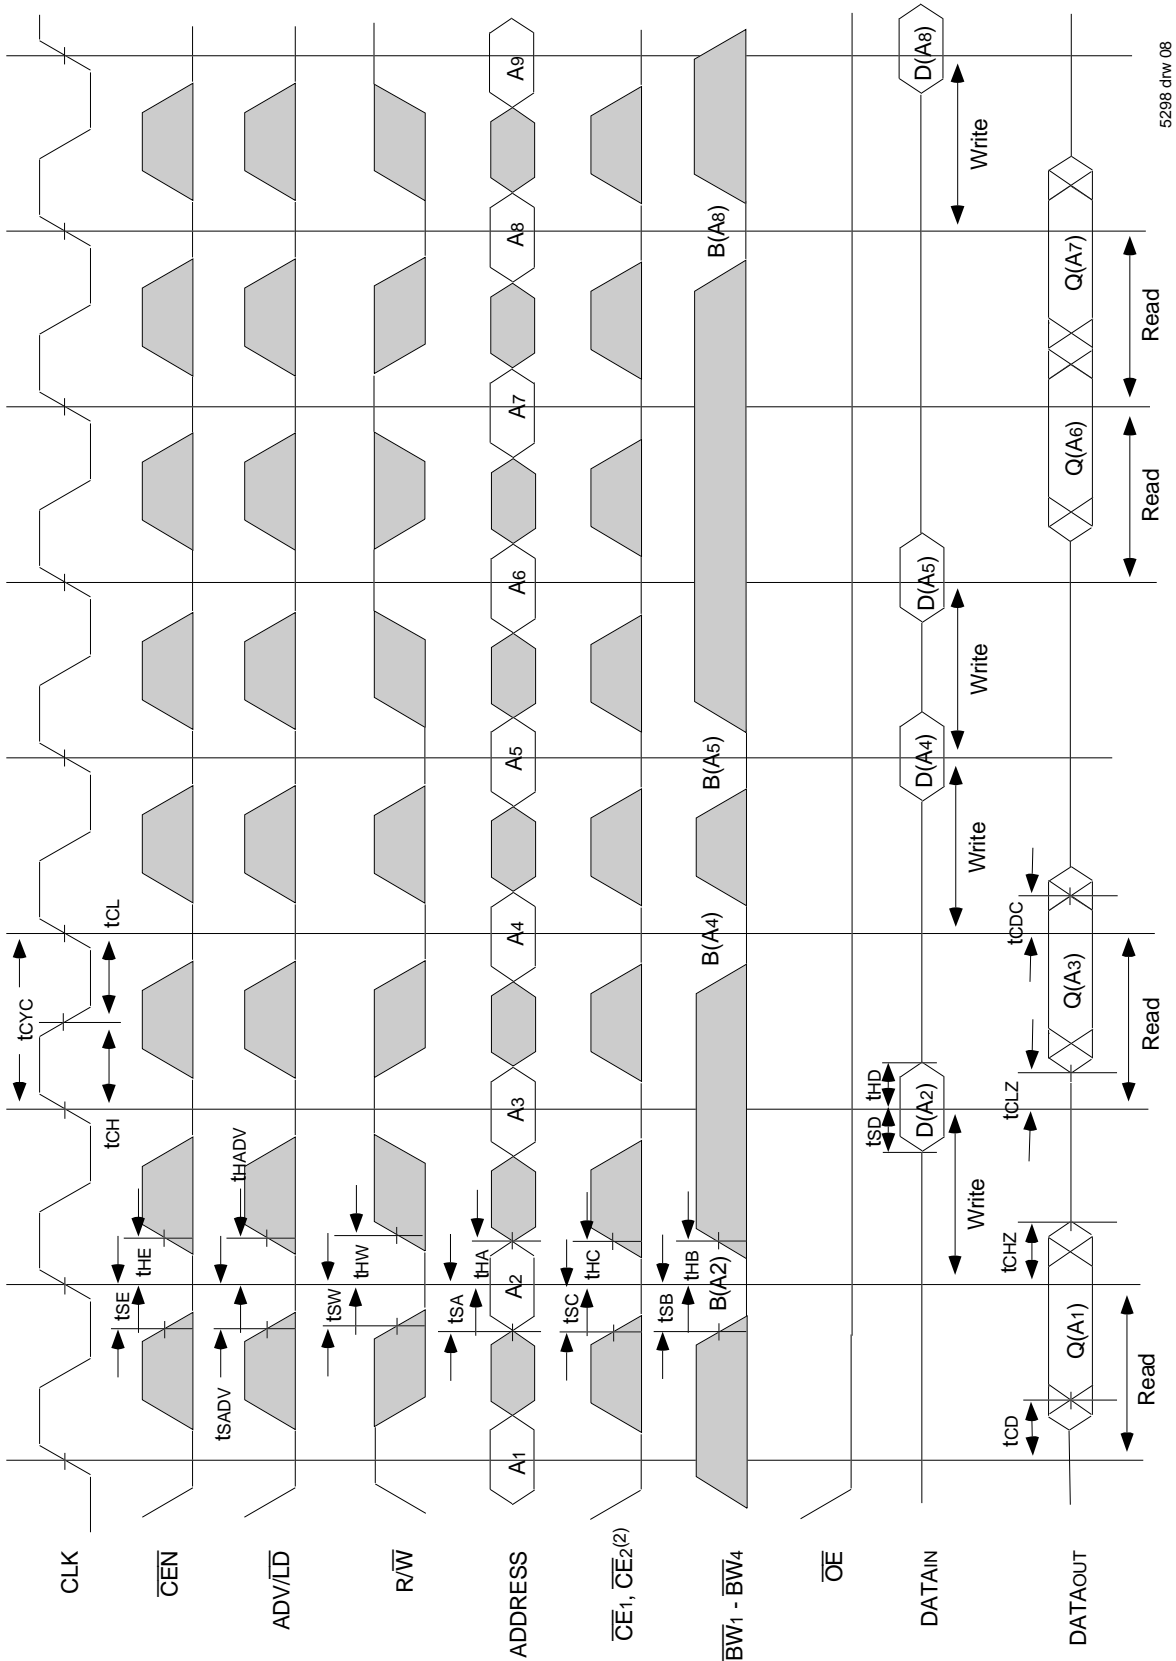 tCYC
tCH
tCL
CLK
tSE
tHE
CEN
tSADV
tHADV
ADV/LD
tSW
tHW
R/W
tSA
tHA
ADDRESS
A1
A2
A3
A4
A5
A6
A7
A8
A9
tSC
tHC
CE1, CE2(2)
tSB
tHB
BW1 - BW4
B(A2)
B(A4)
B(A5)
B(A8)
OE
tSD
tHD
DATAIN
D(A2)
D(A4)
D(A5)
D(A8)
Write
Write
Write
Write
tCD
tCHZ
tCLZ
tCDC
DATAOUT
Q(A1)
Q(A3)
Q(A6)
Q(A7)
Read
Read
Read
Read
5298 drw 08